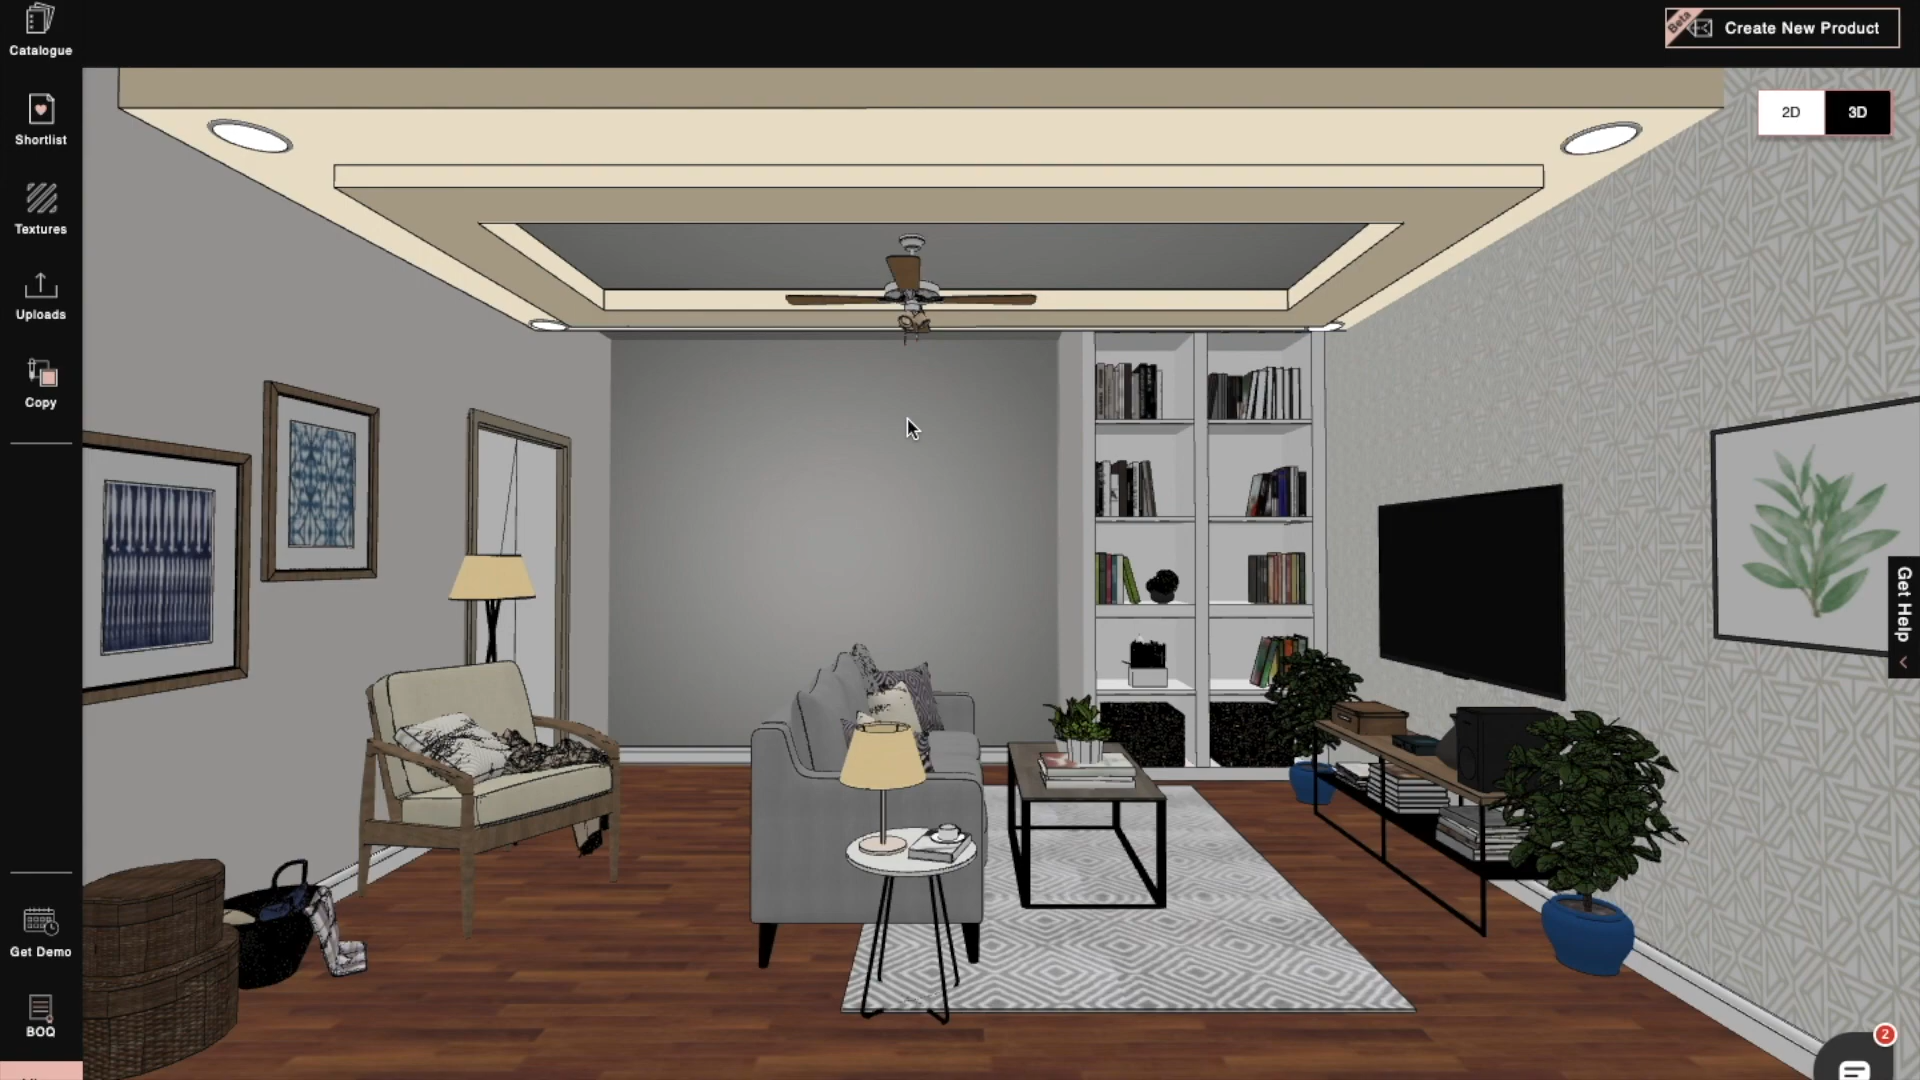 Catalogue
Shortlist
Textures
Uploads
Copy
Get Demo
BOQ
Beta
Create New Product
2D
3D
Get Help
2